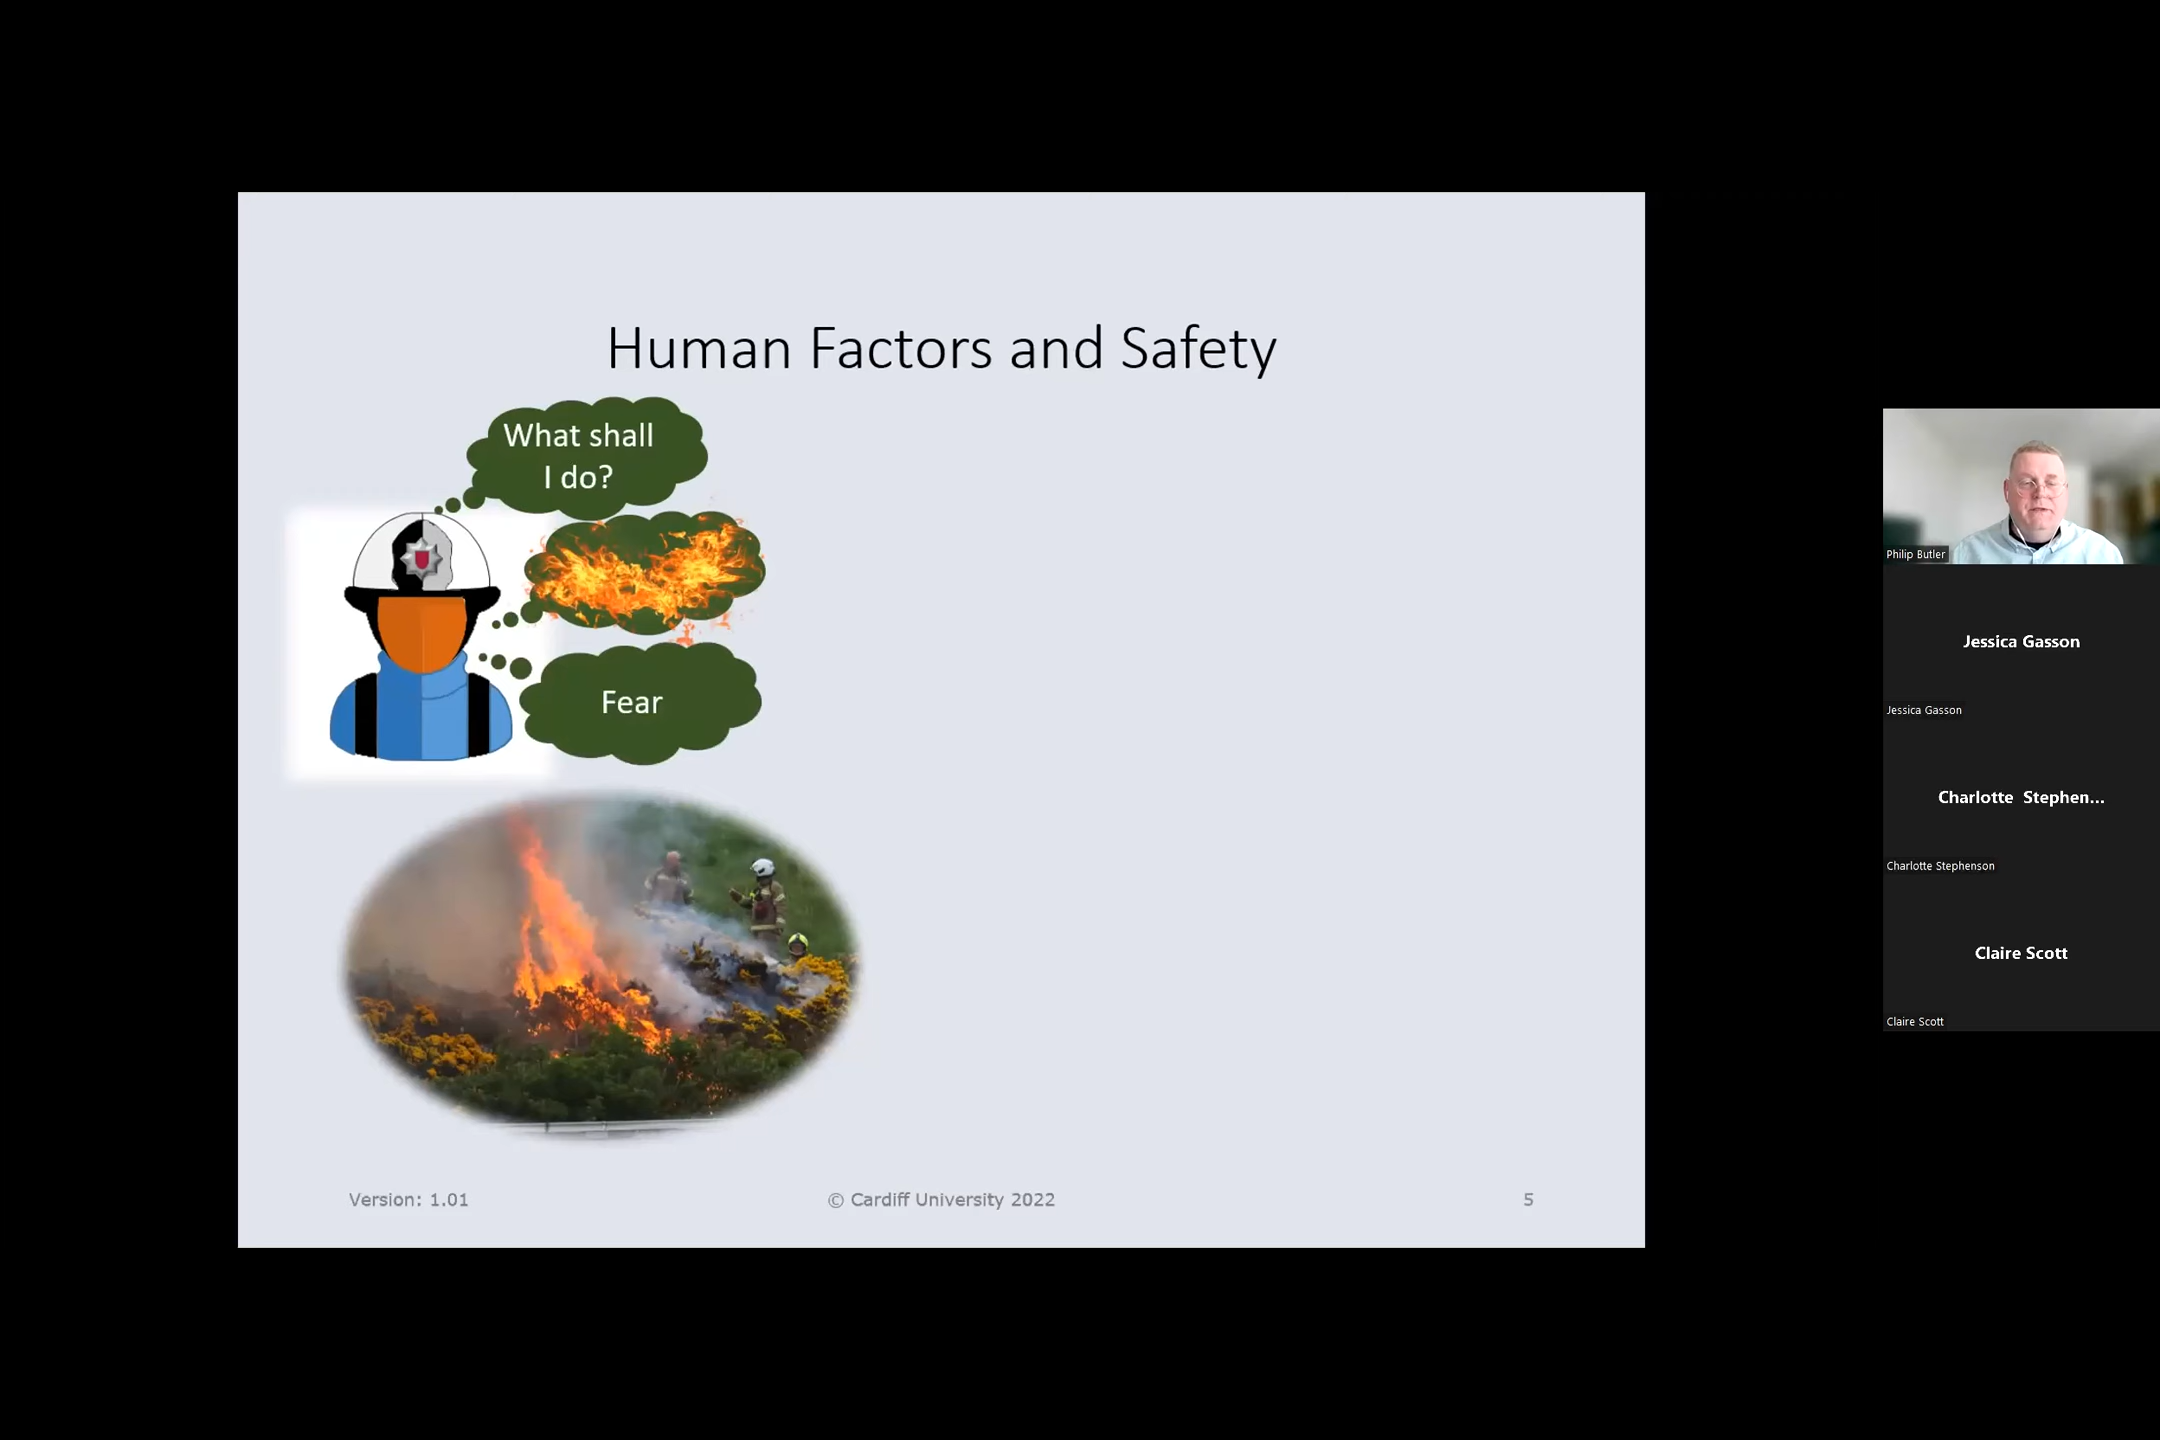 Human Factors and Safety
What shall
I do?
Fear
Version: 1.01
© Cardiff University 2022
5
Philip Butler
Jessica Gasson
Jessica Gasson
Charlotte  Stephen...
Charlotte Stephenson
Claire Scott
Claire Scott